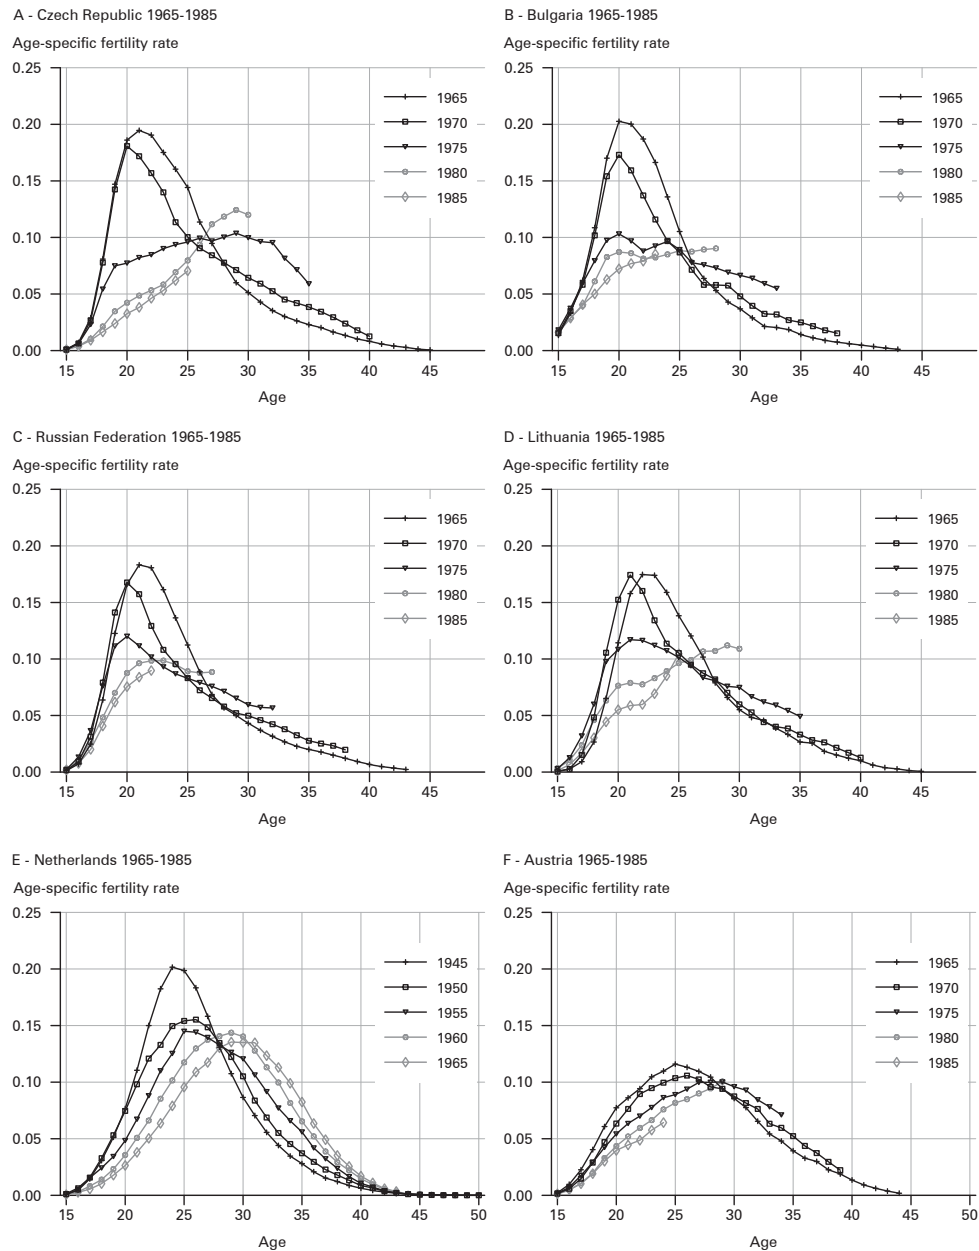 A - Czech Republic 1965-1985
Age-specific fertility rate
0.25
0.20
0.15
0.10
0.05
0.00
15 20 25 30 35 40 45
Age
1965
1970
1975
1980
1985
B - Bulgaria 1965-1985
Age-specific fertility rate
0.25
0.20
0.15
0.10
0.05
0.00
15 20 25 30 35 40 45
Age
1965
1970
1975
1980
1985
C - Russian Federation 1965-1985
Age-specific fertility rate
0.25
0.20
0.15
0.10
0.05
0.00
15 20 25 30 35 40 45
Age
1965
1970
1975
1980
1985
D - Lithuania 1965-1985
Age-specific fertility rate
0.25
0.20
0.15
0.10
0.05
0.00
15 20 25 30 35 40 45
Age
1965
1970
1975
1980
1985
E - Netherlands 1965-1985
Age-specific fertility rate
0.25
0.20
0.15
0.10
0.05
0.00
15 20 25 30 35 40 45 50
Age
1945
1950
1955
1960
1965
F - Austria 1965-1985
Age-specific fertility rate
0.25
0.20
0.15
0.10
0.05
0.00
15 20 25 30 35 40 45 50
Age
1965
1970
1975
1980
1985